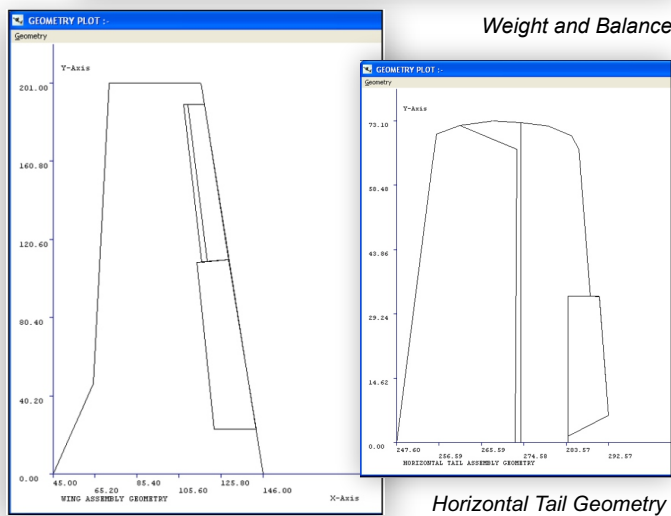 GEOMETRY PLOT :-
Geometry
Y-Axis
201.00
160.80
120.60
80.40
40.20
0.00
45.00
65.20
85.40
105.60
125.80
146.00
WING ASSEMBLY GEOMETRY
X-Axis
Weight and Balance
GEOMETRY PLOT :-
Geometry
Y-Axis
73.10
58.48
43.86
29.24
14.62
0.00
247.60
256.59
265.59
274.58
283.57
292.57
HORIZONTAL TAIL ASSEMBLY GEOMETRY
Horizontal Tail Geometry